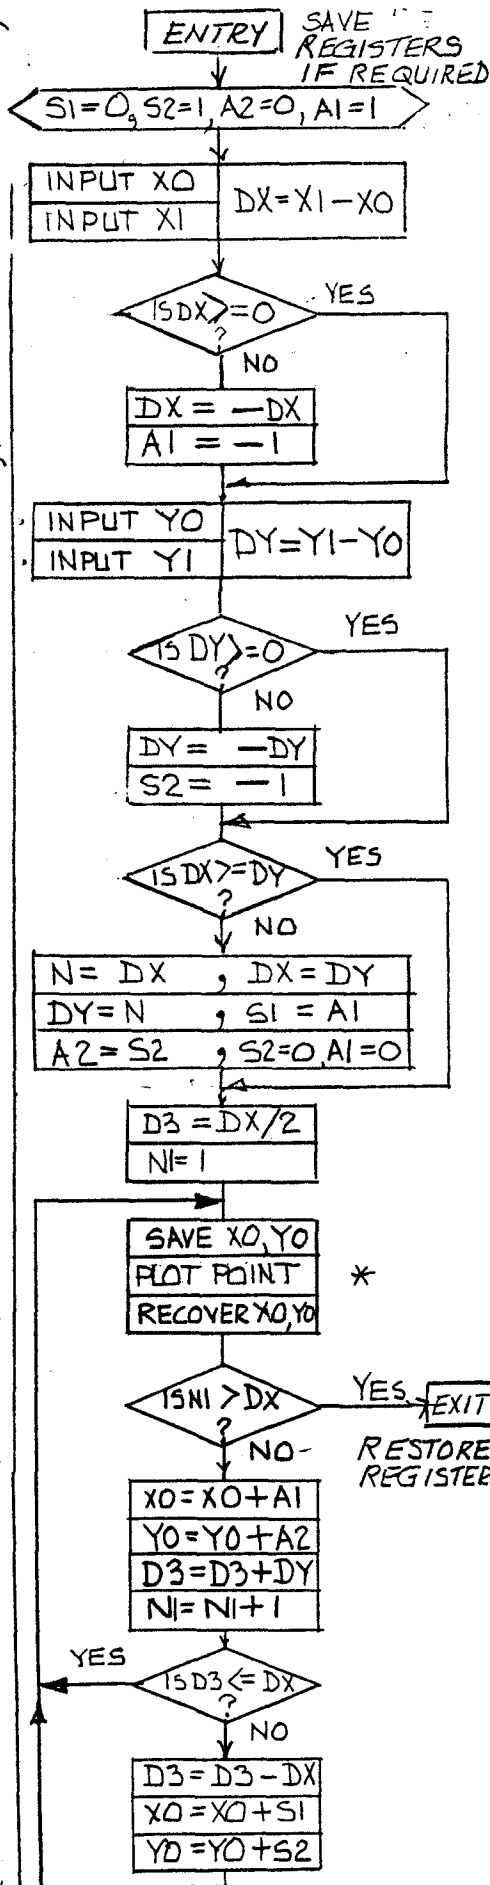 ENTRY
SAVE
REGISTERS
IF REQUIRED
S1=0, S2=1, A2=0, A1=1
INPUT X0
INPUT X1
DX=X1-X0
IS DX>=0
?
YES
NO
DX = -DX
A1 = -1
INPUT Y0
INPUT Y1
DY=Y1-Y0
IS DY>=0
?
YES
NO
DY= -DY
S2= -1
IS DX>=DY
?
YES
NO
N= DX , DX=DY
DY=N , S1=A1
A2=S2 , S2=0,A1=0
D3=DX/2
N1=1
SAVE X0,Y0
PLOT POINT *
RECOVER X0,Y0
IS N1 > DX
?
YES
EXIT
NO
RESTORE
REGISTE
X0=X0+A1
Y0=Y0+A2
D3=D3+DY
N1=N1+1
YES
IS D3<=DX
?
NO
D3=D3-DX
X0=X0+S1
Y0=Y0+S2